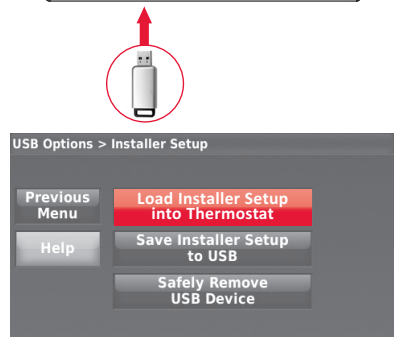 USB Options > Installer Setup
Previous
Menu
Load Installer Setup
into Thermostat
Help
Save Installer Setup
to USB
Safely Remove
USB Device